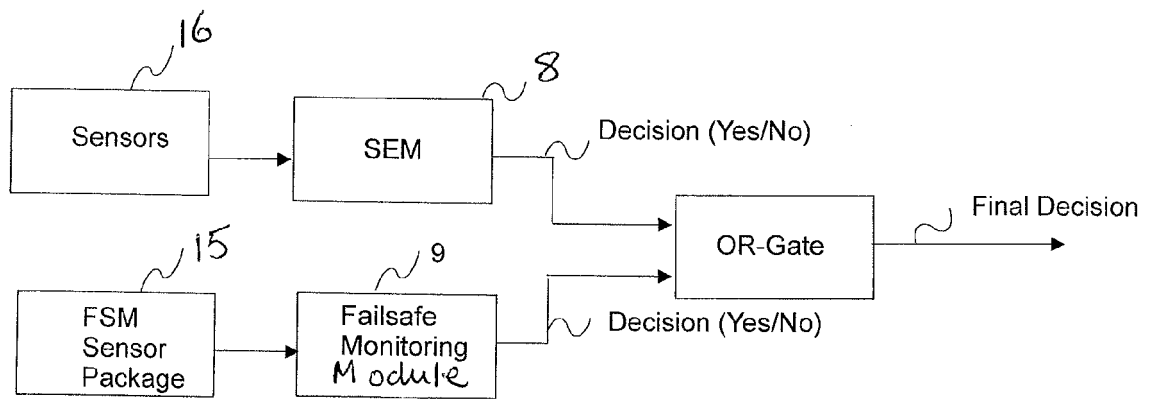 16
8
Sensors
SEM
Decision (Yes/No)
OR-Gate
Final Decision
15
9
FSM
Sensor
Package
Failsafe
Monitoring
Module
Decision (Yes/No)